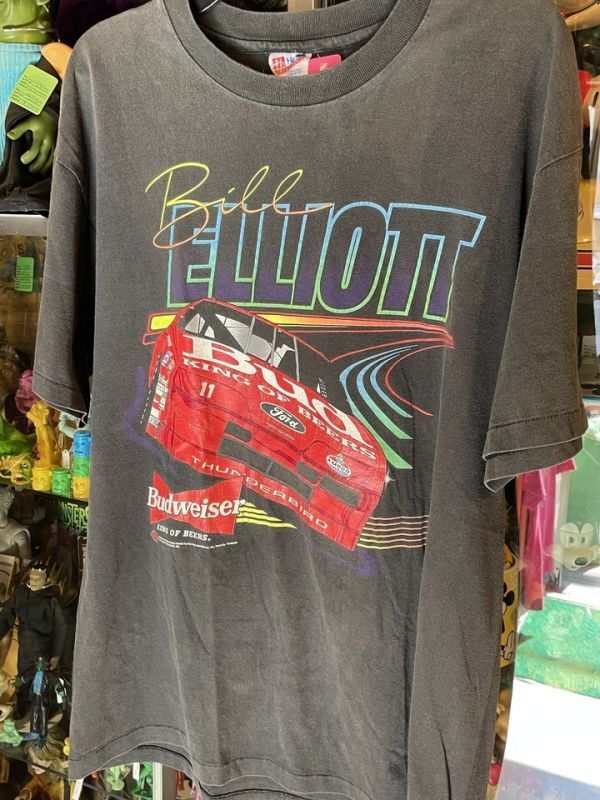 Bill
ELLIOTT
Bud
KING OF BEERS
11
Ford
THUNDERBIRD
Budweiser
KING OF BEERS®